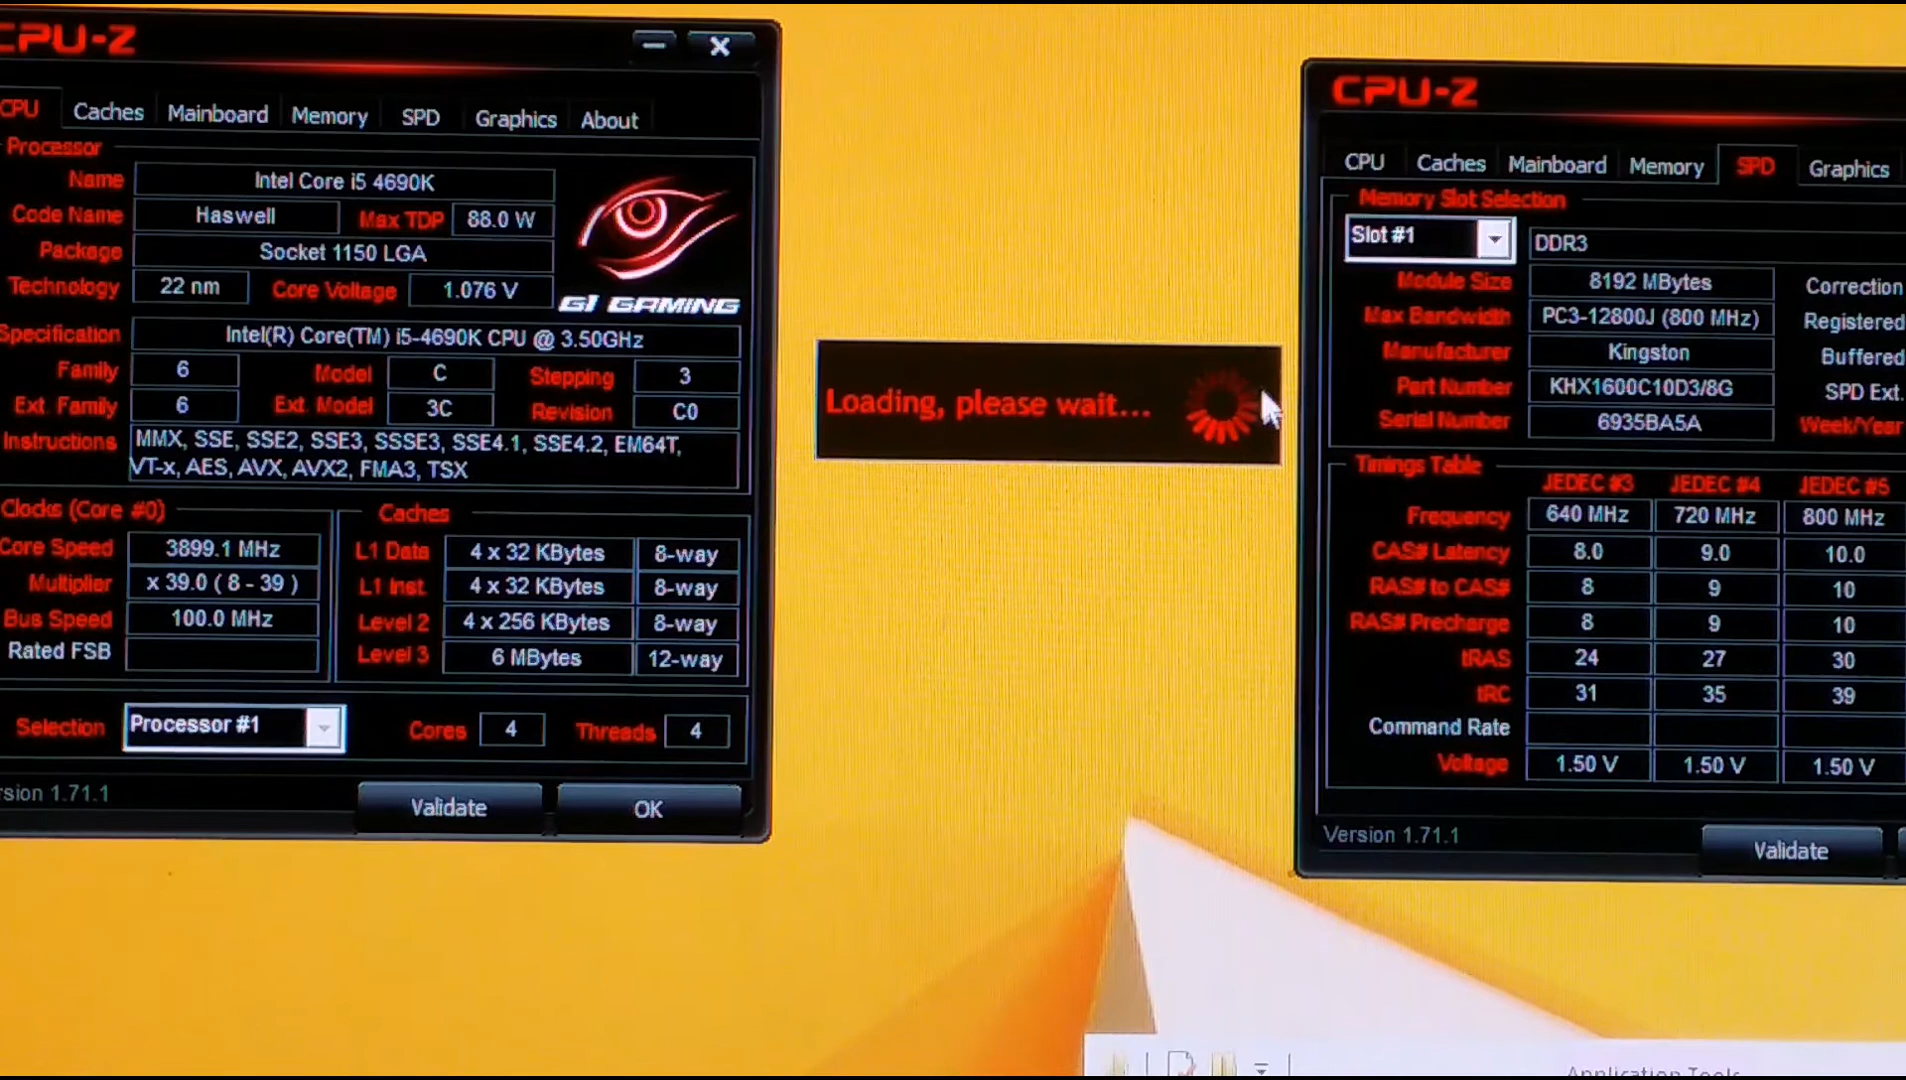 CPU-Z
CPU Caches Mainboard Memory SPD Graphics About
Processor
Name Intel Core i5 4690K
Code Name Haswell Max TDP 88.0 W
Package Socket 1150 LGA
Technology 22 nm Core Voltage 1.076 V
G1 GAMING
Specification Intel(R) Core(TM) i5-4690K CPU @ 3.50GHz
Family 6 Model C Stepping 3
Ext. Family 6 Ext. Model 3C Revision C0
Instructions MMX, SSE, SSE2, SSE3, SSSE3, SSE4.1, SSE4.2, EM64T,
VT-x, AES, AVX, AVX2, FMA3, TSX
Clocks (Core #0) Caches
Core Speed 3899.1 MHz L1 Data 4 x 32 KBytes 8-way
Multiplier x 39.0 ( 8 - 39 ) L1 Inst. 4 x 32 KBytes 8-way
Bus Speed 100.0 MHz Level 2 4 x 256 KBytes 8-way
Rated FSB Level 3 6 MBytes 12-way
Selection Processor #1 Cores 4 Threads 4
rsion 1.71.1
Validate OK
Loading, please wait...
CPU-Z
CPU Caches Mainboard Memory SPD Graphics
Memory Slot Selection
Slot #1 DDR3
Module Size 8192 MBytes Correction
Max Bandwidth PC3-12800J (800 MHz) Registered
Manufacturer Kingston Buffered
Part Number KHX1600C10D3/8G SPD Ext.
Serial Number 6935BA5A Week/Year
Timings Table
JEDEC #3 JEDEC #4 JEDEC #5
Frequency 640 MHz 720 MHz 800 MHz
CAS# Latency 8.0 9.0 10.0
RAS# to CAS# 8 9 10
RAS# Precharge 8 9 10
tRAS 24 27 30
tRC 31 35 39
Command Rate
Voltage 1.50 V 1.50 V 1.50 V
Version 1.71.1
Validate
Application Tools